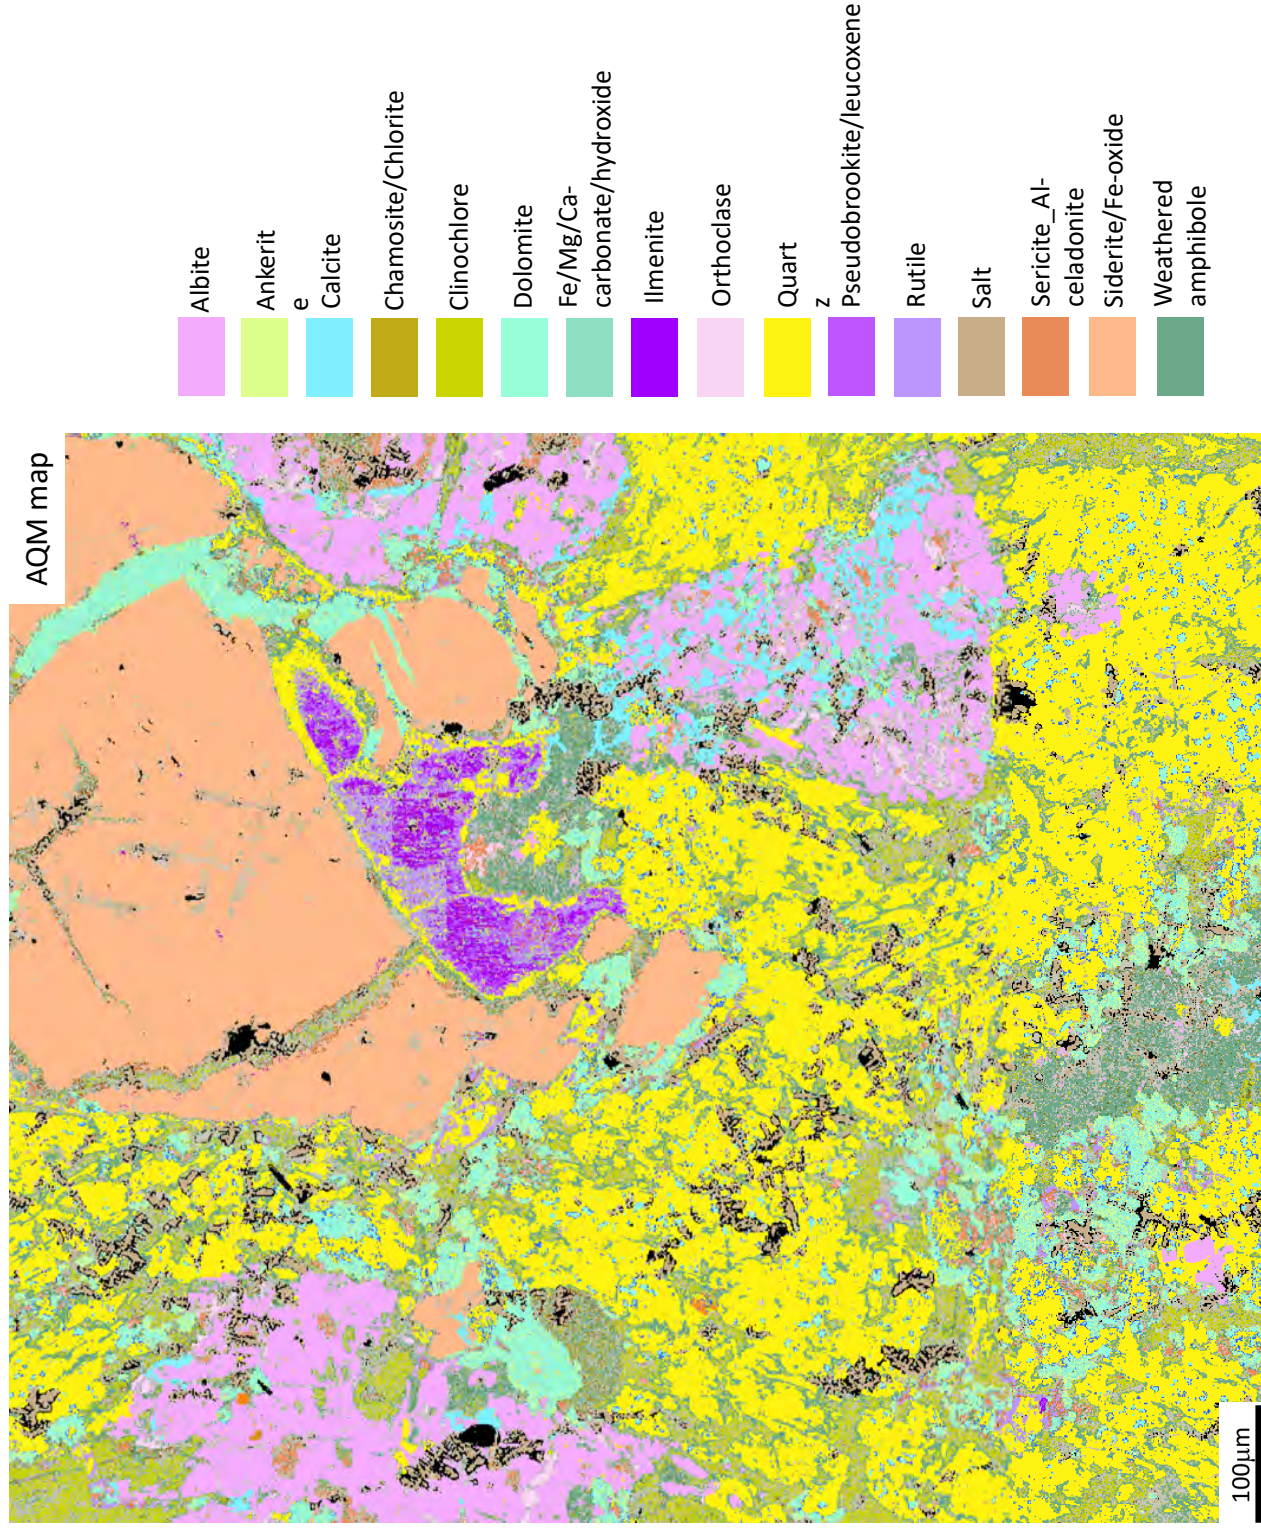 AQM map
Albite
Ankerit
e
Calcite
Chamosite/Chlorite
Clinochlore
Dolomite
Fe/Mg/Ca-
carbonate/hydroxide
Ilmenite
Orthoclase
Quart
z
Pseudobrookite/leucoxene
Rutile
Salt
Sericite_Al-
celadonite
Siderite/Fe-oxide
Weathered
amphibole
100µm